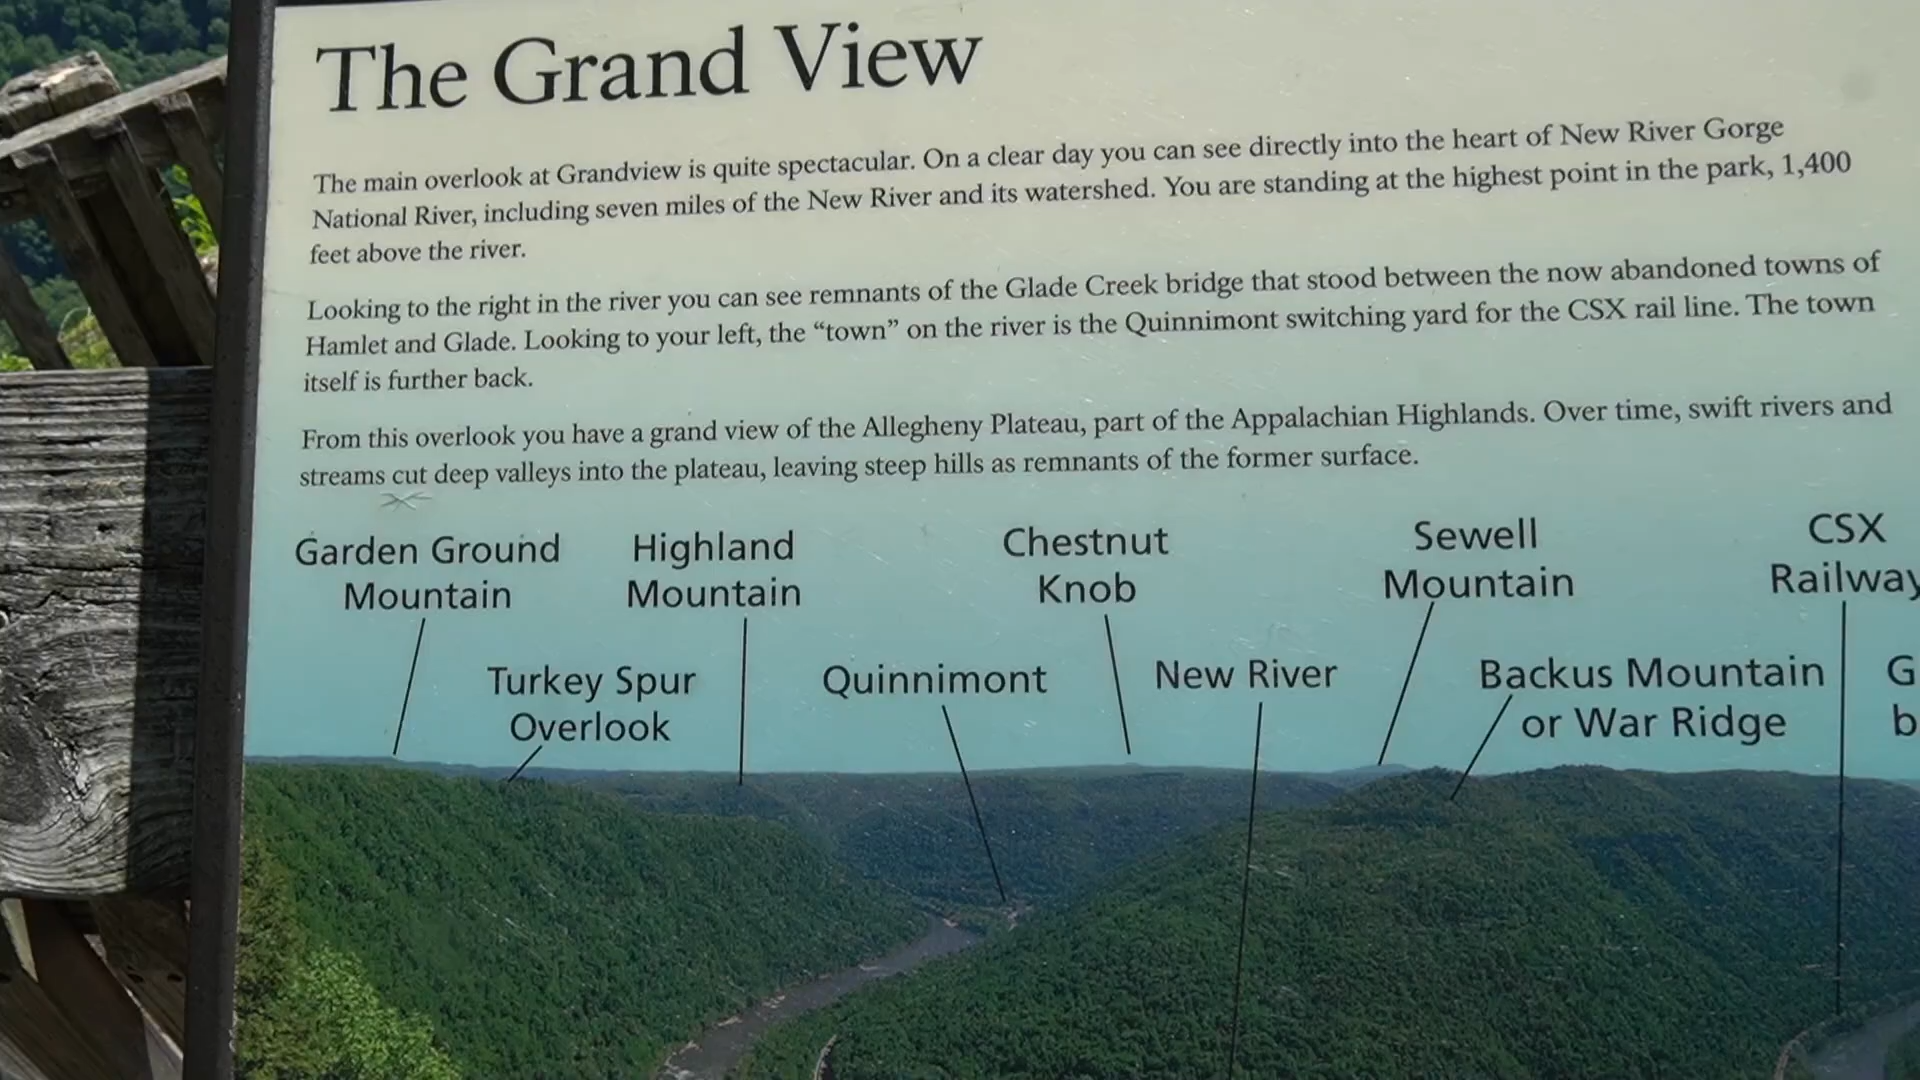 The Grand View
The main overlook at Grandview is quite spectacular. On a clear day you can see directly into the heart of New River Gorge
National River, including seven miles of the New River and its watershed. You are standing at the highest point in the park, 1,400
feet above the river.
Looking to the right in the river you can see remnants of the Glade Creek bridge that stood between the now abandoned towns of
Hamlet and Glade. Looking to your left, the “town” on the river is the Quinnimont switching yard for the CSX rail line. The town
itself is further back.
From this overlook you have a grand view of the Allegheny Plateau, part of the Appalachian Highlands. Over time, swift rivers and
streams cut deep valleys into the plateau, leaving steep hills as remnants of the former surface.
Garden Ground
Mountain
Highland
Mountain
Chestnut
Knob
Sewell
Mountain
CSX
Railway
Turkey Spur
Overlook
Quinnimont
New River
Backus Mountain
or War Ridge